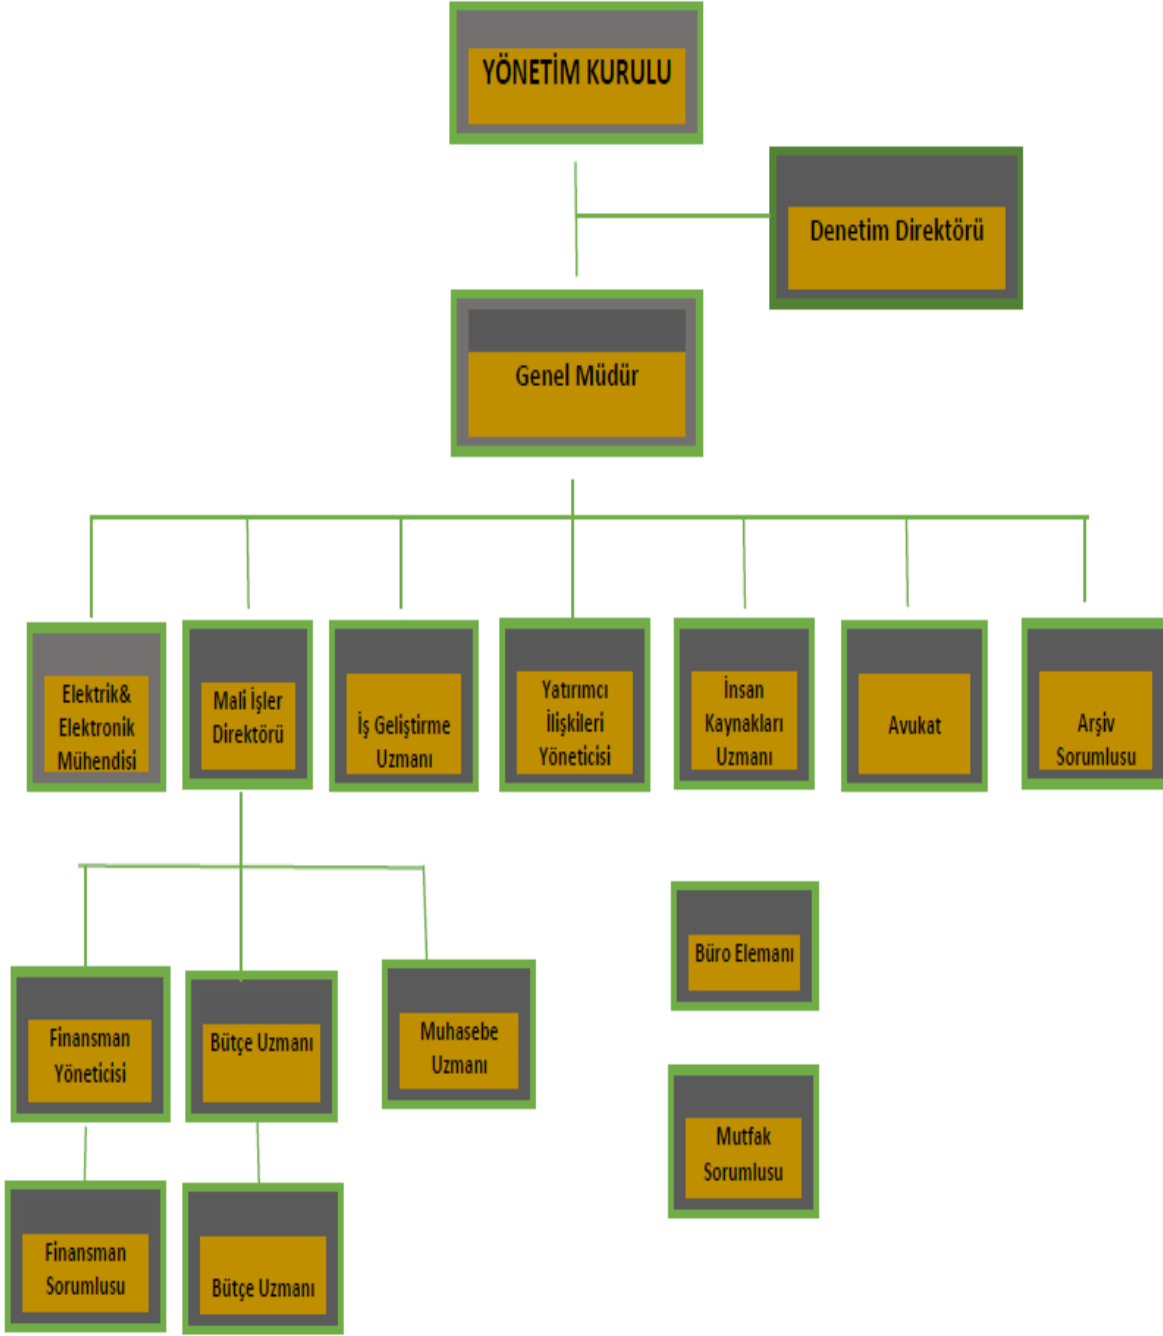 YÖNETİM KURULU
Denetim Direktörü
Genel Müdür
Elektrik&
Elektronik
Mühendisi
Mali İşler
Direktörü
İş Geliştirme
Uzmanı
Yatırımcı
İlişkileri
Yöneticisi
İnsan
Kaynakları
Uzmanı
Avukat
Arşiv
Sorumlusu
Finansman
Yöneticisi
Bütçe Uzmanı
Muhasebe
Uzmanı
Büro Elemanı
Mutfak
Sorumlusu
Finansman
Sorumlusu
Bütçe Uzmanı